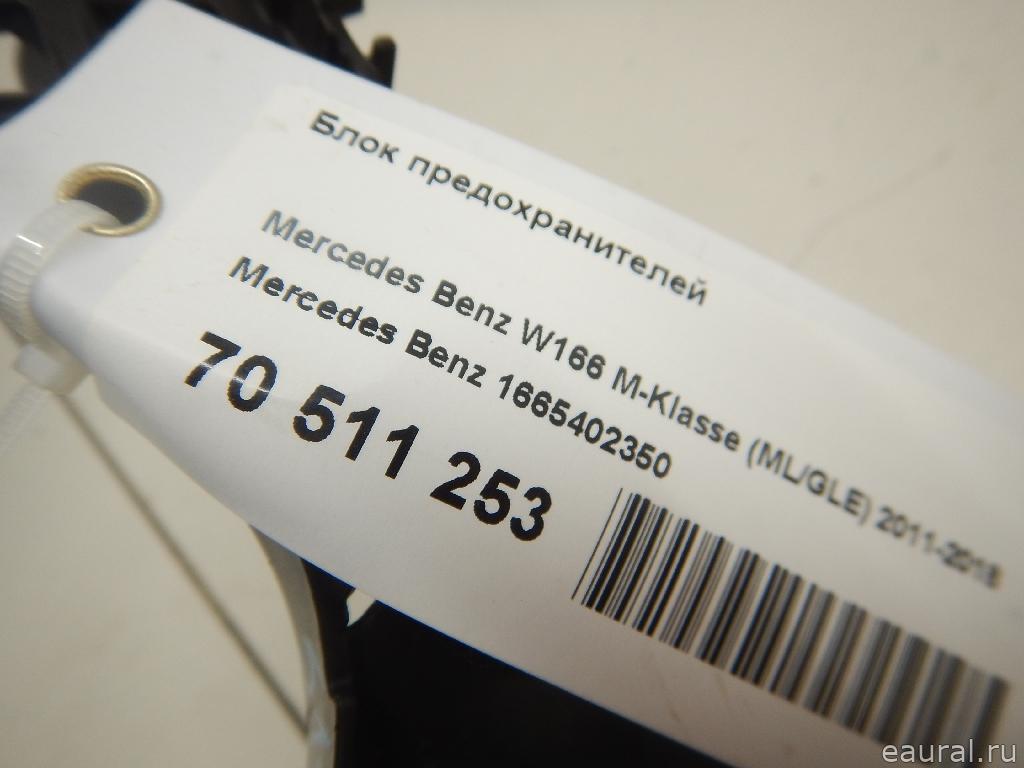 Блок предохранителей
Mercedes Benz W166 M-Klasse (ML/GLE) 2011-2018
Mercedes Benz 1665402350
70 511 253
eaural.ru